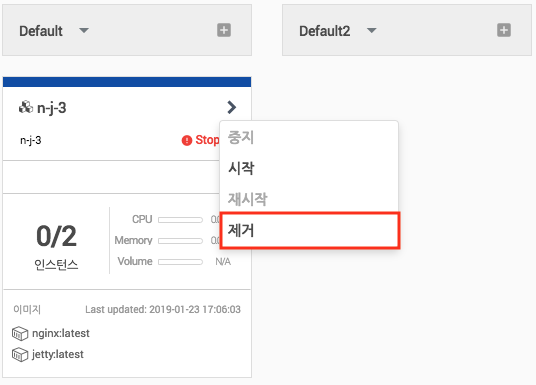 Default
Default2
n-j-3
n-j-3
Stop
중지
시작
재시작
제거
0/2
인스턴스
CPU
0.0
Memory
0.0
Volume
N/A
이미지
Last updated: 2019-01-23 17:06:03
nginx:latest
jetty:latest